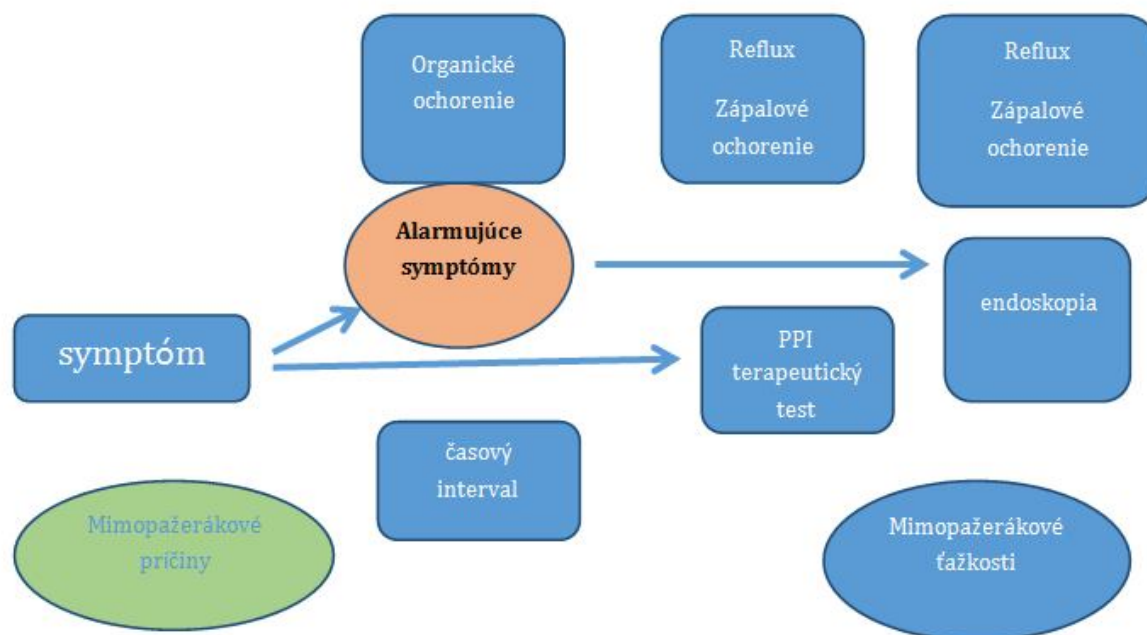 Organické
ochorenie
Reflux
Zápalové
ochorenie
Reflux
Zápalové
ochorenie
Alarmujúce
symptómy
endoskopia
symptóm
PPI
terapeutický
test
časový
interval
Mimopažerákové
príčiny
Mimopažerákové
ťažkosti